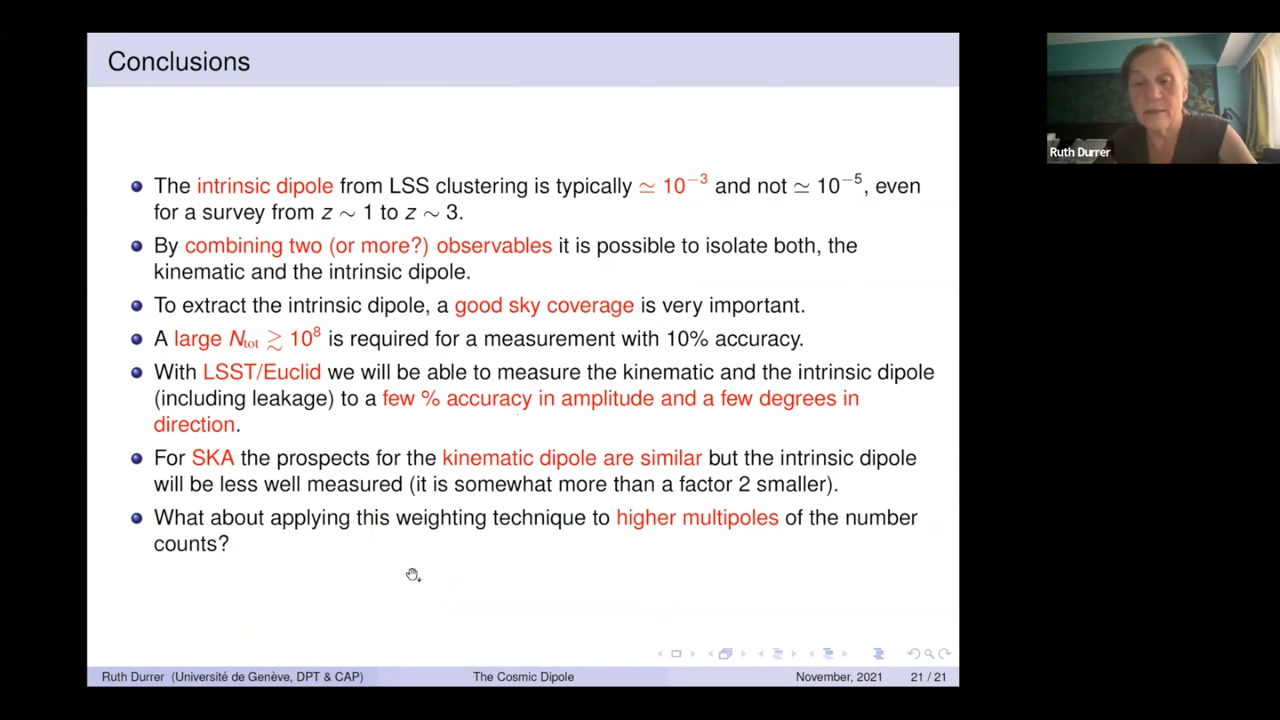 Conclusions
Ruth Durrer
The intrinsic dipole from LSS clustering is typically ≃ 10⁻³ and not ≃ 10⁻⁵, even
for a survey from z ∼ 1 to z ∼ 3.
By combining two (or more?) observables it is possible to isolate both, the
kinematic and the intrinsic dipole.
To extract the intrinsic dipole, a good sky coverage is very important.
A large N_tot ≳ 10⁸ is required for a measurement with 10% accuracy.
With LSST/Euclid we will be able to measure the kinematic and the intrinsic dipole
(including leakage) to a few % accuracy in amplitude and a few degrees in
direction.
For SKA the prospects for the kinematic dipole are similar but the intrinsic dipole
will be less well measured (it is somewhat more than a factor 2 smaller).
What about applying this weighting technique to higher multipoles of the number
counts?
Ruth Durrer (Université de Genève, DPT & CAP) The Cosmic Dipole November, 2021 21 / 21